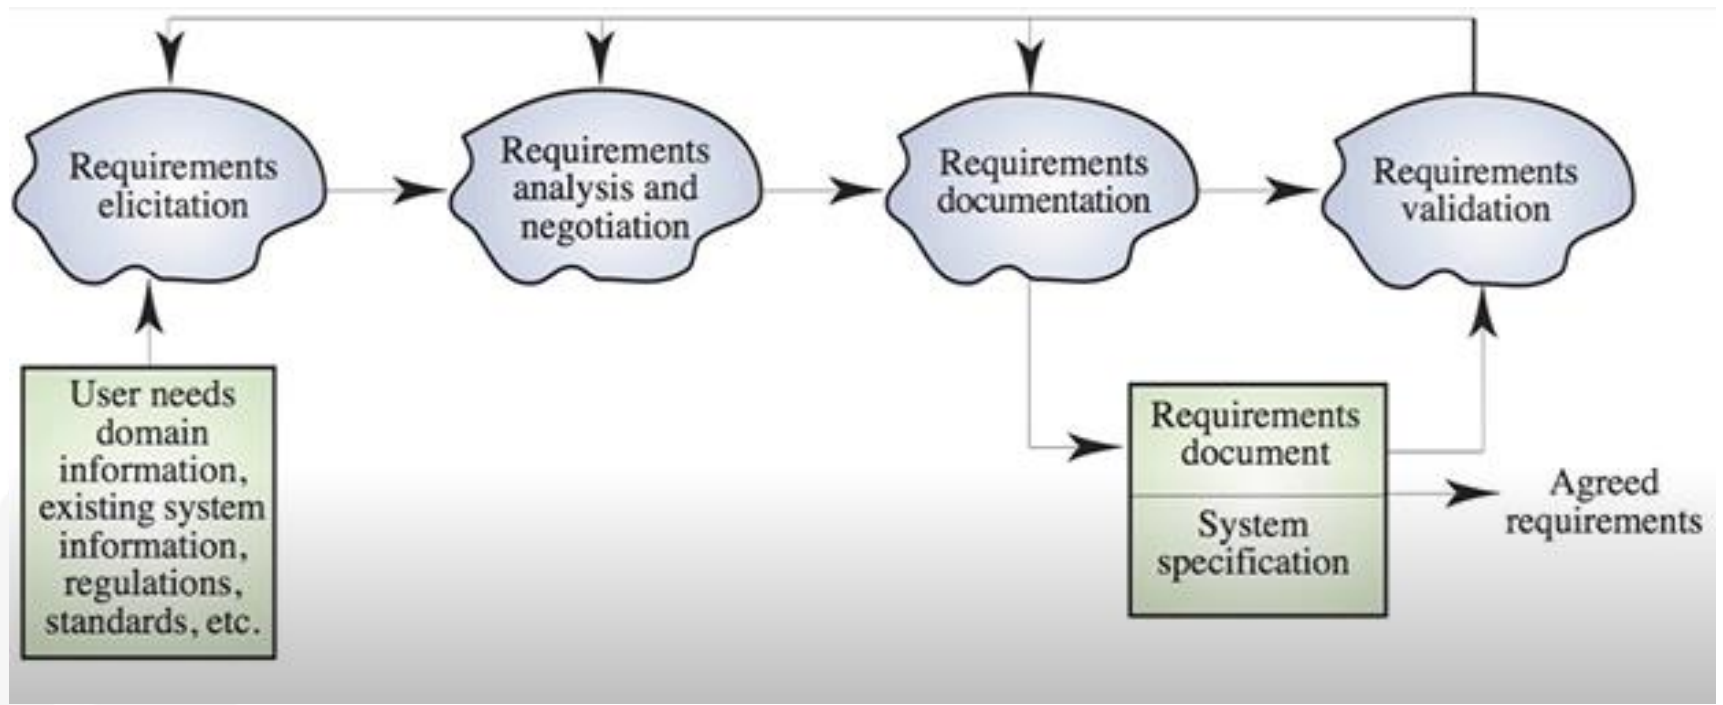 Requirements
elicitation
Requirements
analysis and
negotiation
Requirements
documentation
Requirements
validation
User needs
domain
information,
existing system
information,
regulations,
standards, etc.
Requirements
document
System
specification
Agreed
requirements